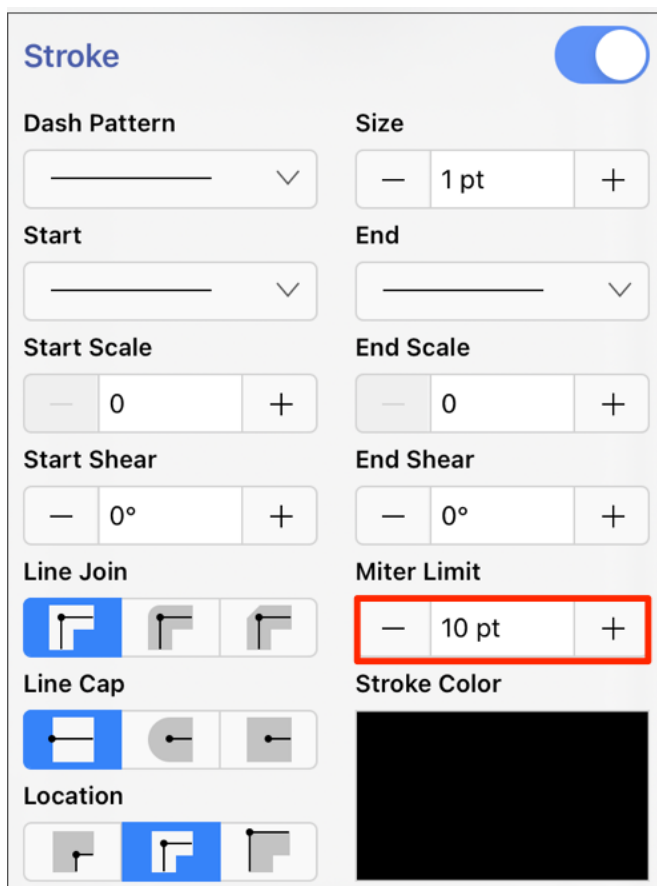 Stroke
Dash Pattern
Size
1 pt
Start
End
Start Scale
End Scale
0
0
Start Shear
End Shear
0°
0°
Line Join
Miter Limit
10 pt
Line Cap
Stroke Color
Location